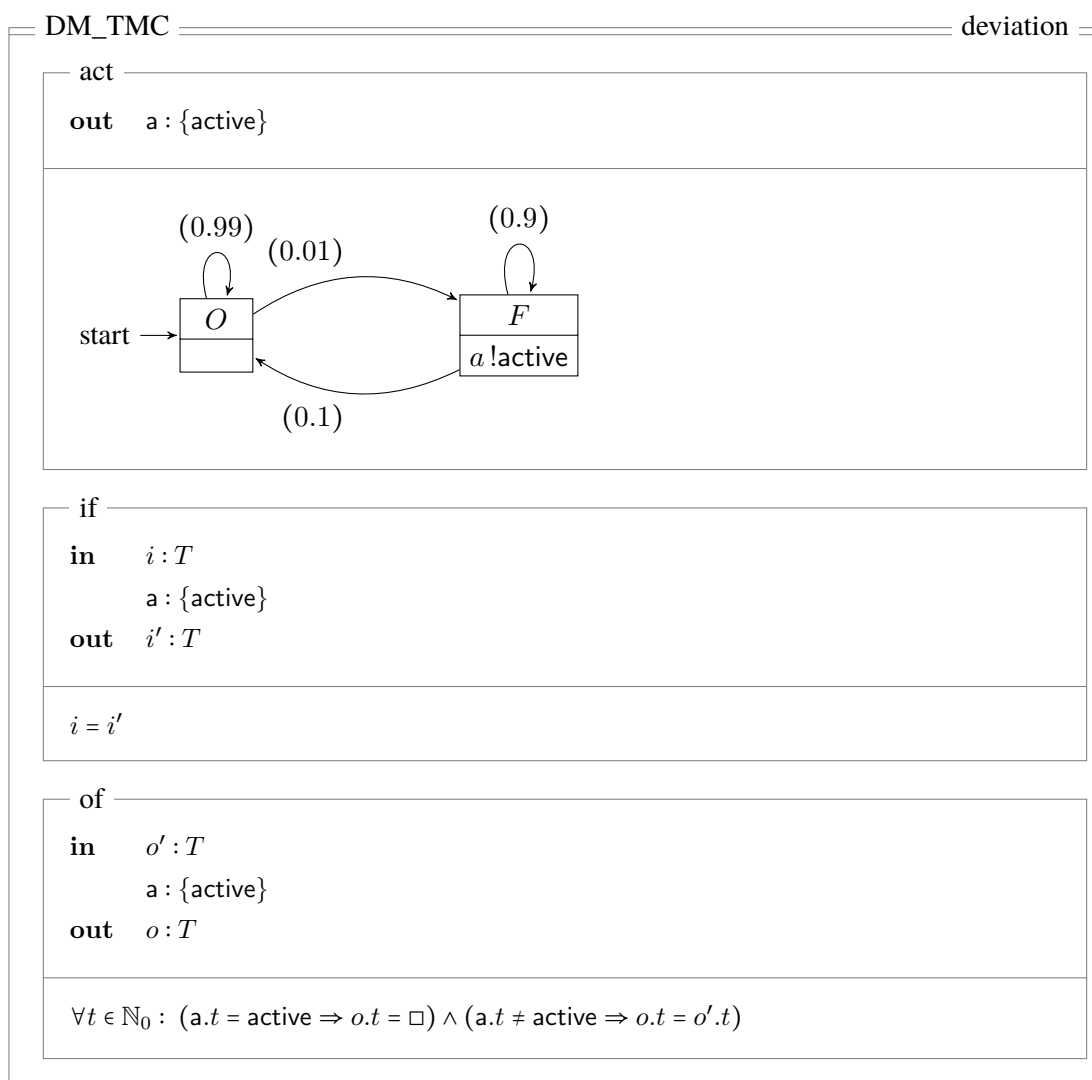 DM_TMC deviation
act
out a : {active}
(0.99) (0.9)
(0.01)
start O F
a !active
(0.1)
if
in i : T
a : {active}
out i′ : T
i = i′
of
in o′ : T
a : {active}
out o : T
∀t ∈ ℕ₀ : (a.t = active ⇒ o.t = □) ∧ (a.t ≠ active ⇒ o.t = o′.t)